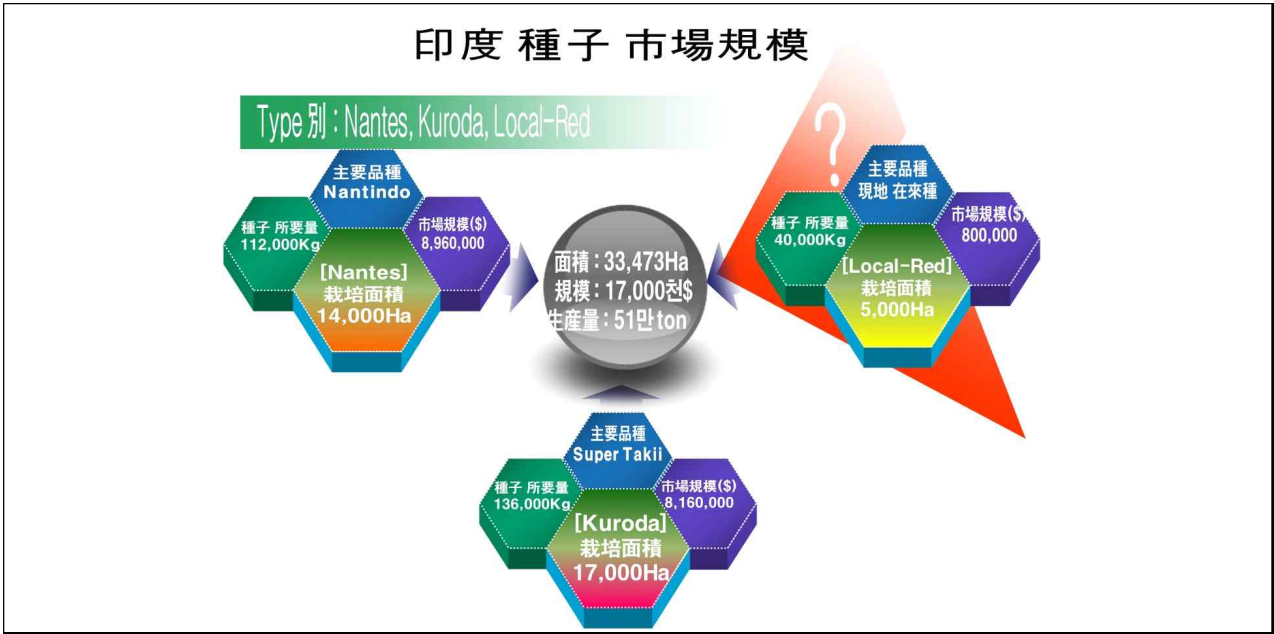 印度 種子 市場規模
Type 別 : Nantes, Kuroda, Local-Red
主要品種
Nantindo
種子 所要量
112,000Kg
市場規模($)
8,960,000
[Nantes]
栽培面積
14,000Ha
面積 : 33,473Ha
規模 : 17,000천$
生産量 : 51만 ton
?
主要品種
現地 在來種
種子 所要量
40,000Kg
市場規模($)
800,000
[Local-Red]
栽培面積
5,000Ha
主要品種
Super Takii
種子 所要量
136,000Kg
市場規模($)
8,160,000
[Kuroda]
栽培面積
17,000Ha